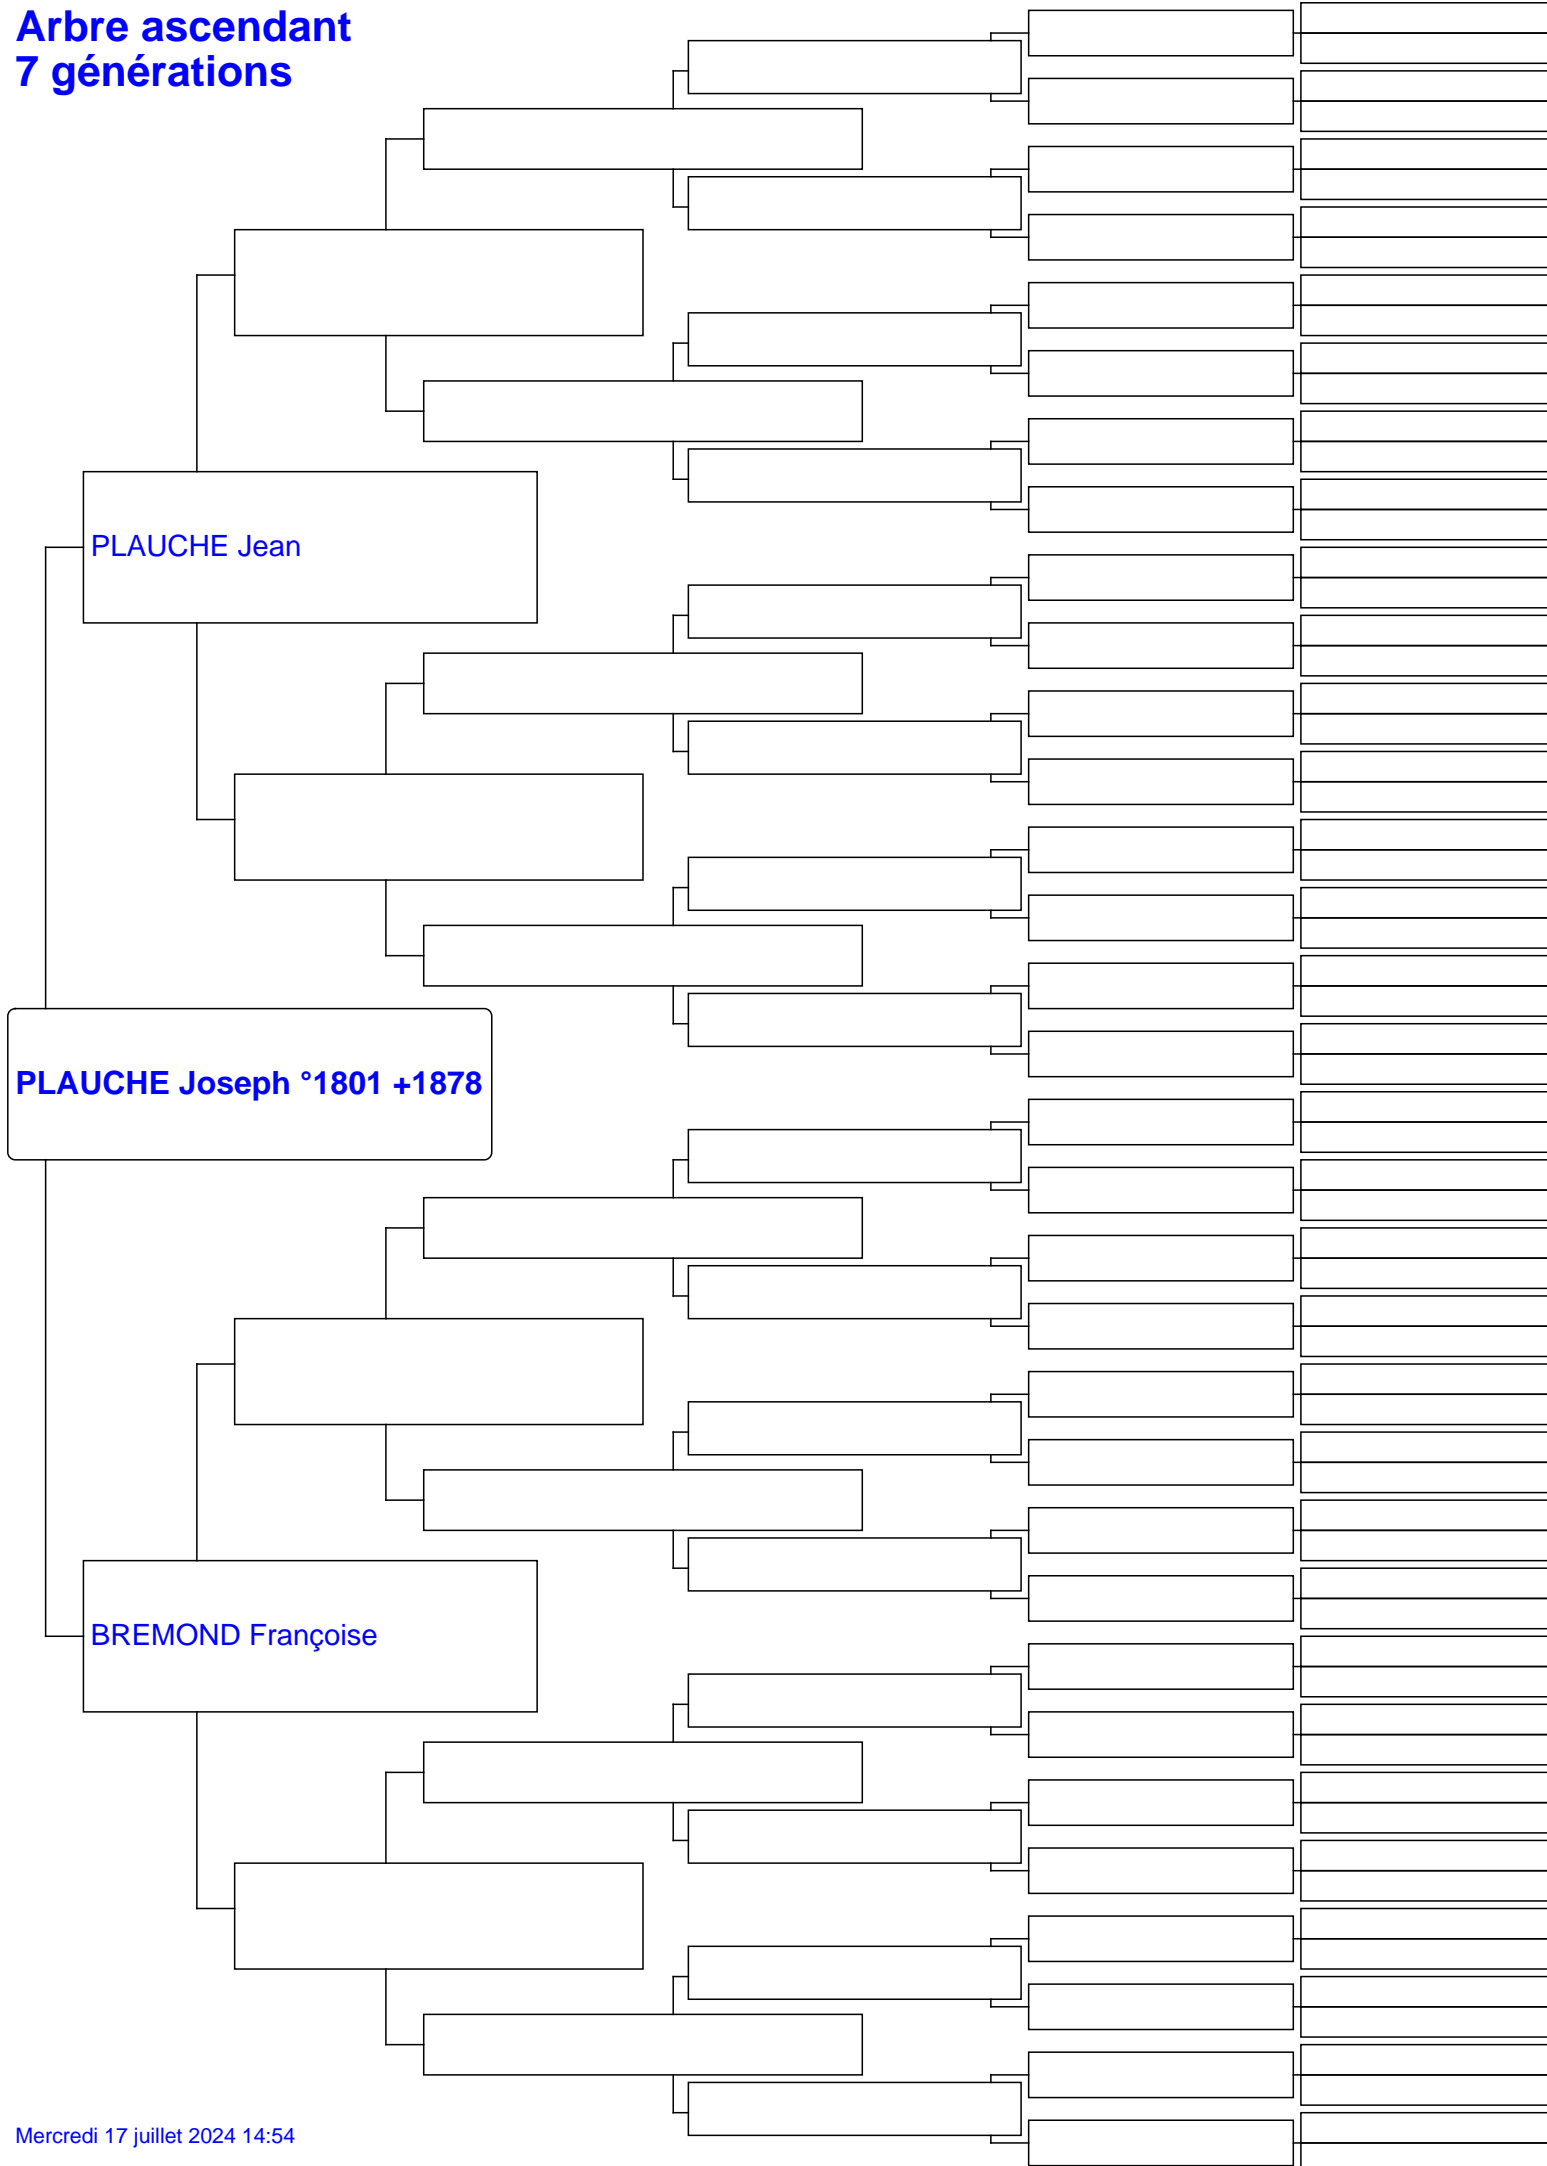 Arbre ascendant
7 générations
PLAUCHE Jean
PLAUCHE Joseph °1801 +1878
BREMOND Françoise
Mercredi 17 juillet 2024 14:54